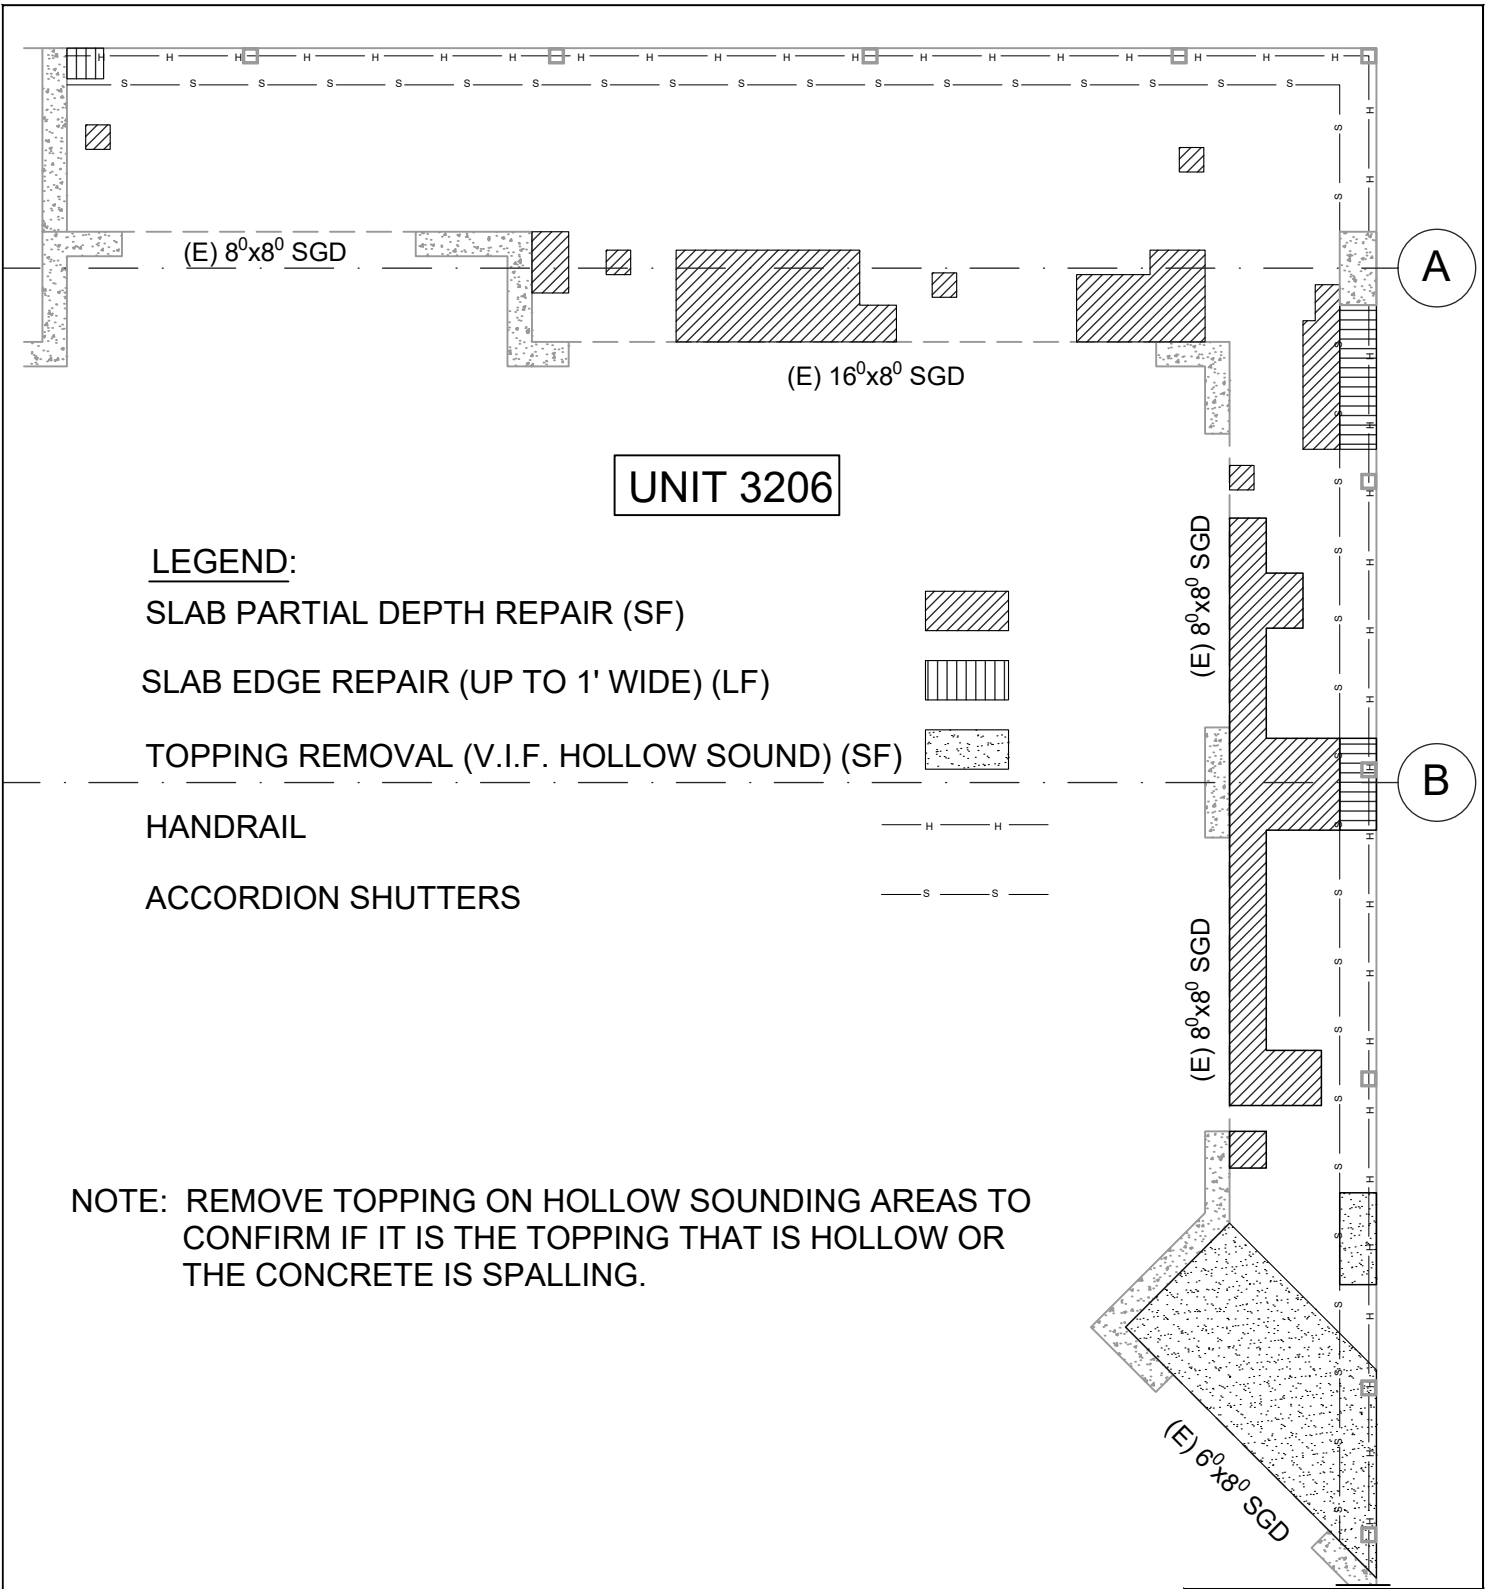 (E) 8⁰x8⁰ SGD
A
(E) 16⁰x8⁰ SGD
UNIT 3206
LEGEND:
SLAB PARTIAL DEPTH REPAIR (SF)
SLAB EDGE REPAIR (UP TO 1' WIDE) (LF)
TOPPING REMOVAL (V.I.F. HOLLOW SOUND) (SF)
HANDRAIL
H H
ACCORDION SHUTTERS
S S
(E) 8⁰x8⁰ SGD
B
(E) 8⁰x8⁰ SGD
NOTE: REMOVE TOPPING ON HOLLOW SOUNDING AREAS TO
CONFIRM IF IT IS THE TOPPING THAT IS HOLLOW OR
THE CONCRETE IS SPALLING.
(E) 6⁰x8⁰ SGD